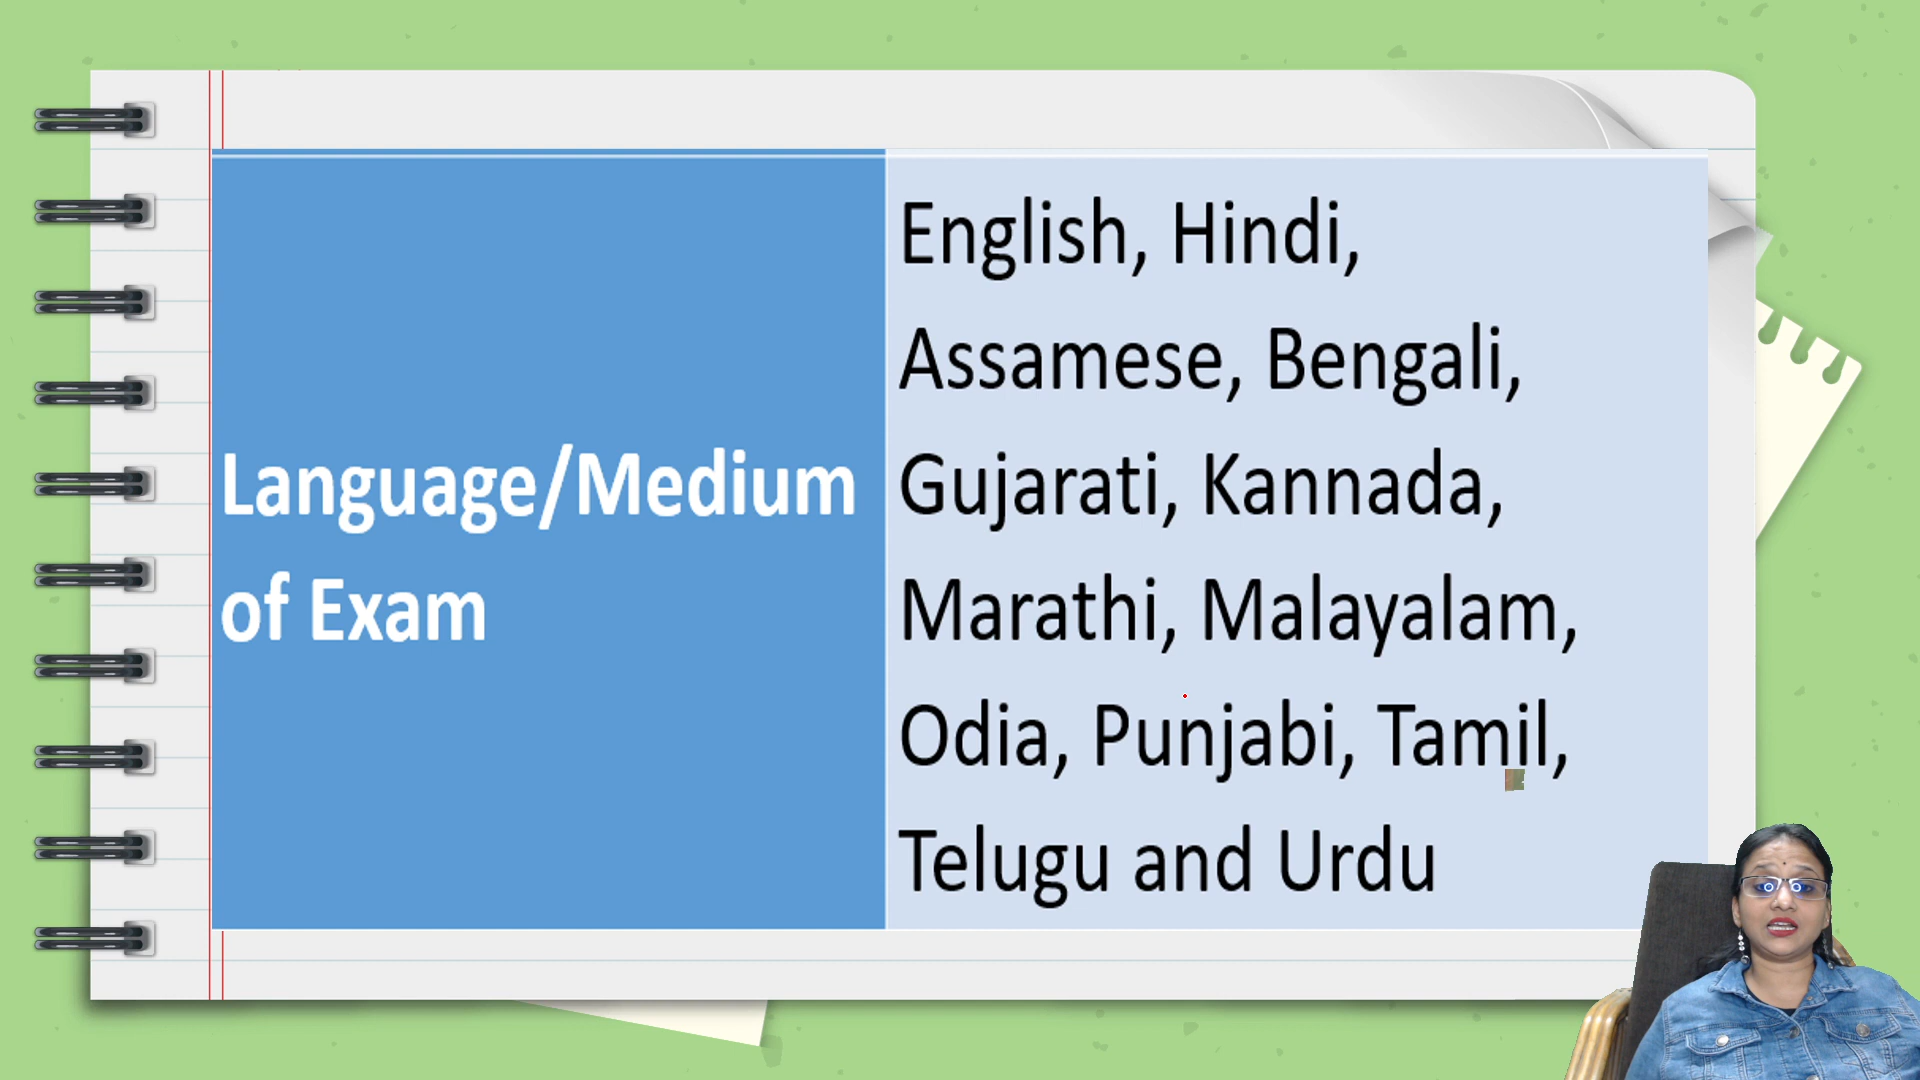 Language/Medium
of Exam
English, Hindi,
Assamese, Bengali,
Gujarati, Kannada,
Marathi, Malayalam,
Odia, Punjabi, Tamil,
Telugu and Urdu